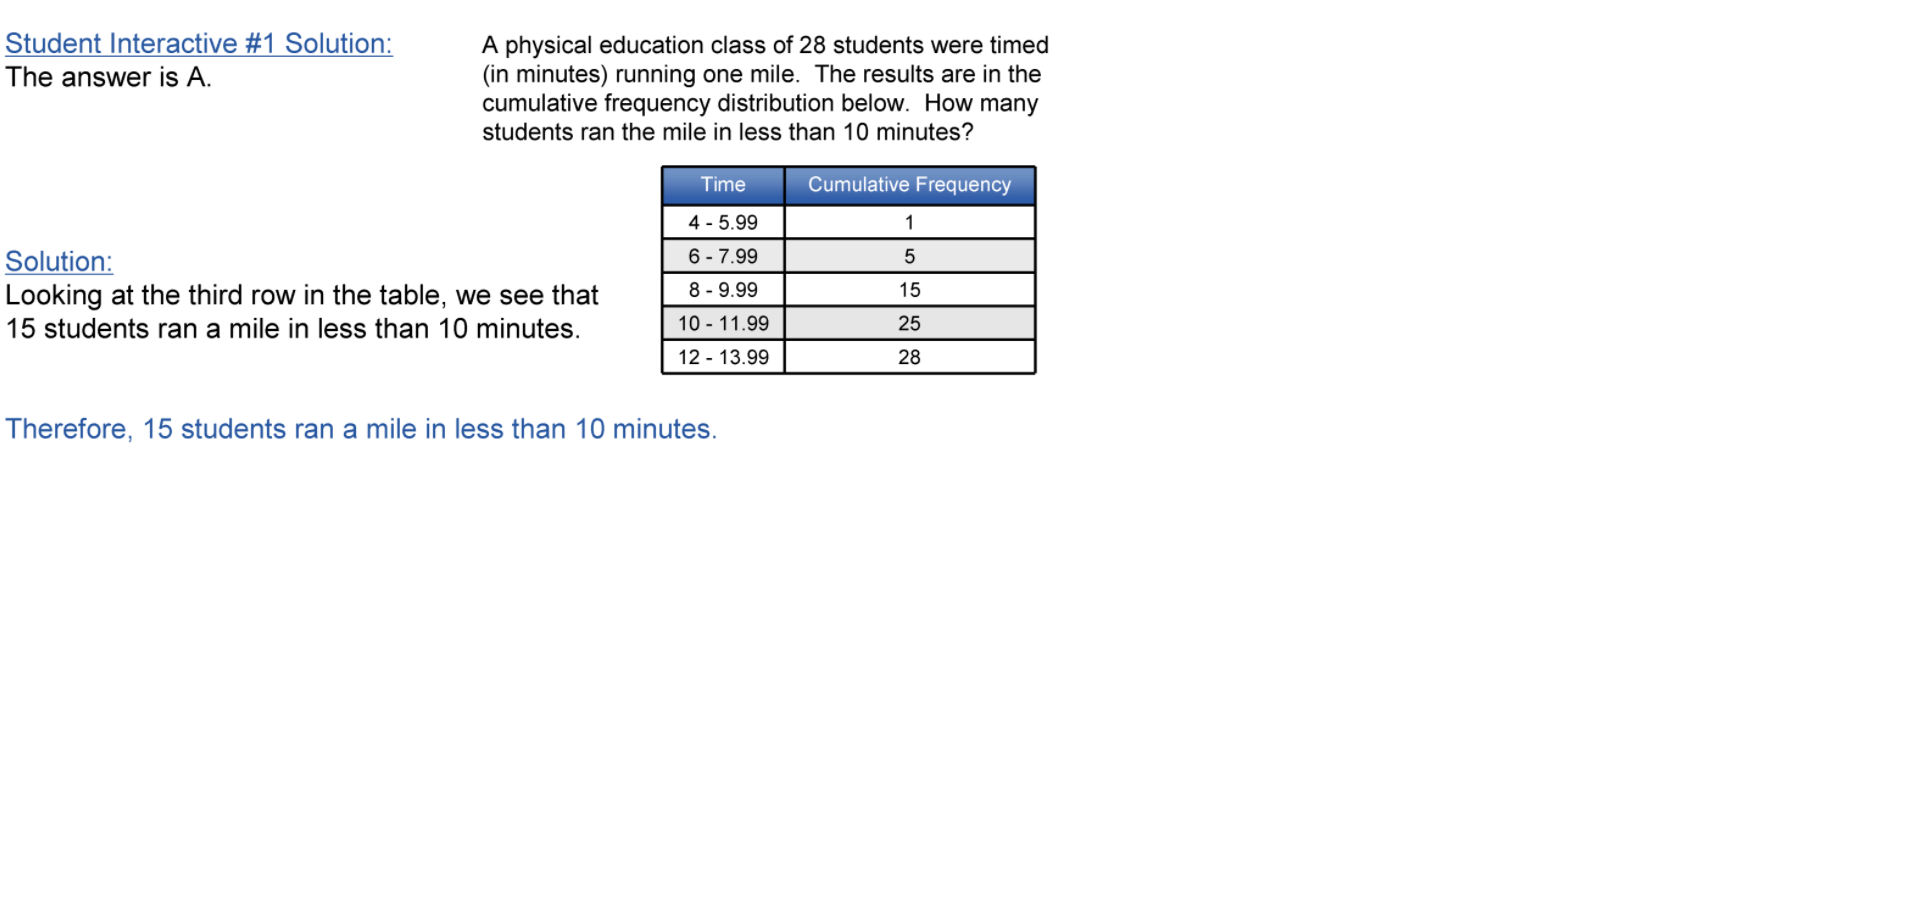 Student Interactive #1 Solution:
The answer is A.
A physical education class of 28 students were timed
(in minutes) running one mile.  The results are in the
cumulative frequency distribution below.  How many
students ran the mile in less than 10 minutes?
Time Cumulative Frequency
4 - 5.99 1
6 - 7.99 5
8 - 9.99 15
10 - 11.99 25
12 - 13.99 28
Solution:
Looking at the third row in the table, we see that
15 students ran a mile in less than 10 minutes.
Therefore, 15 students ran a mile in less than 10 minutes.